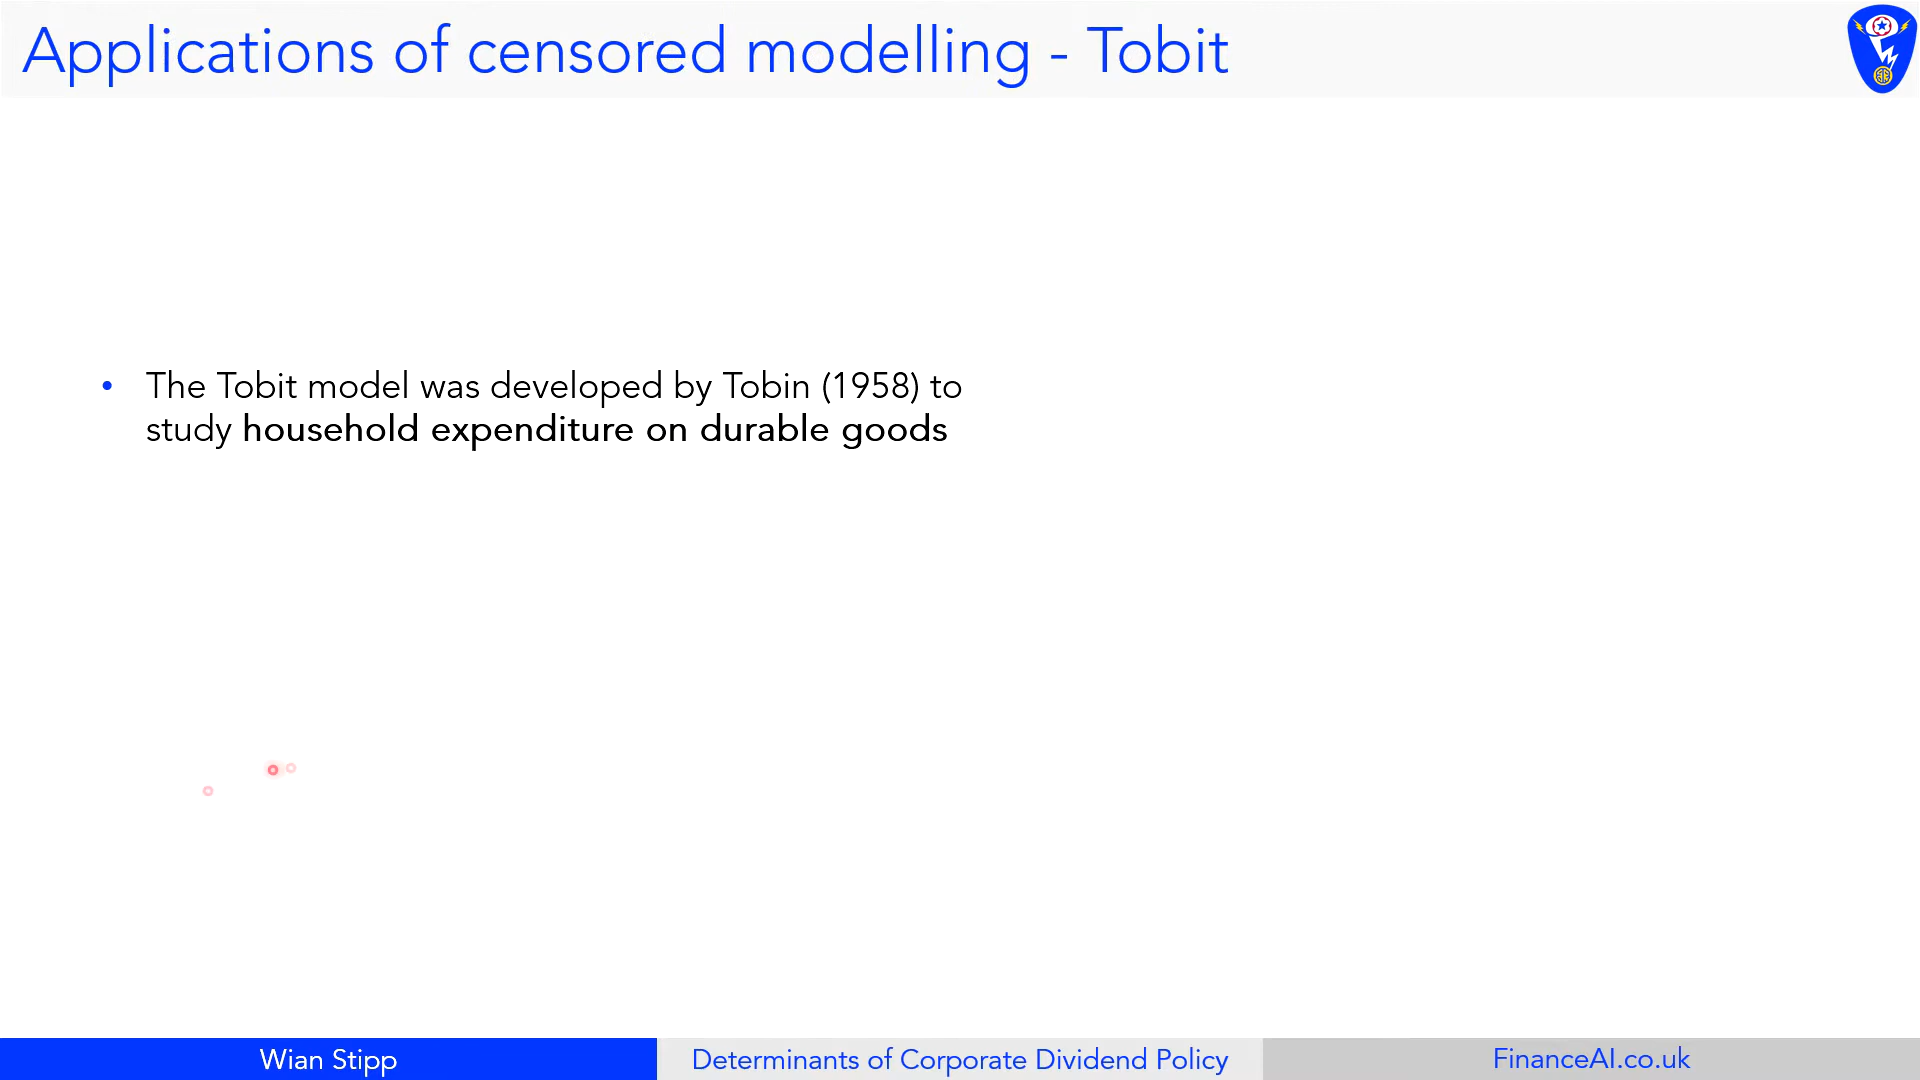 Applications of censored modelling - Tobit
• The Tobit model was developed by Tobin (1958) to
study household expenditure on durable goods
Wian Stipp
Determinants of Corporate Dividend Policy
FinanceAI.co.uk